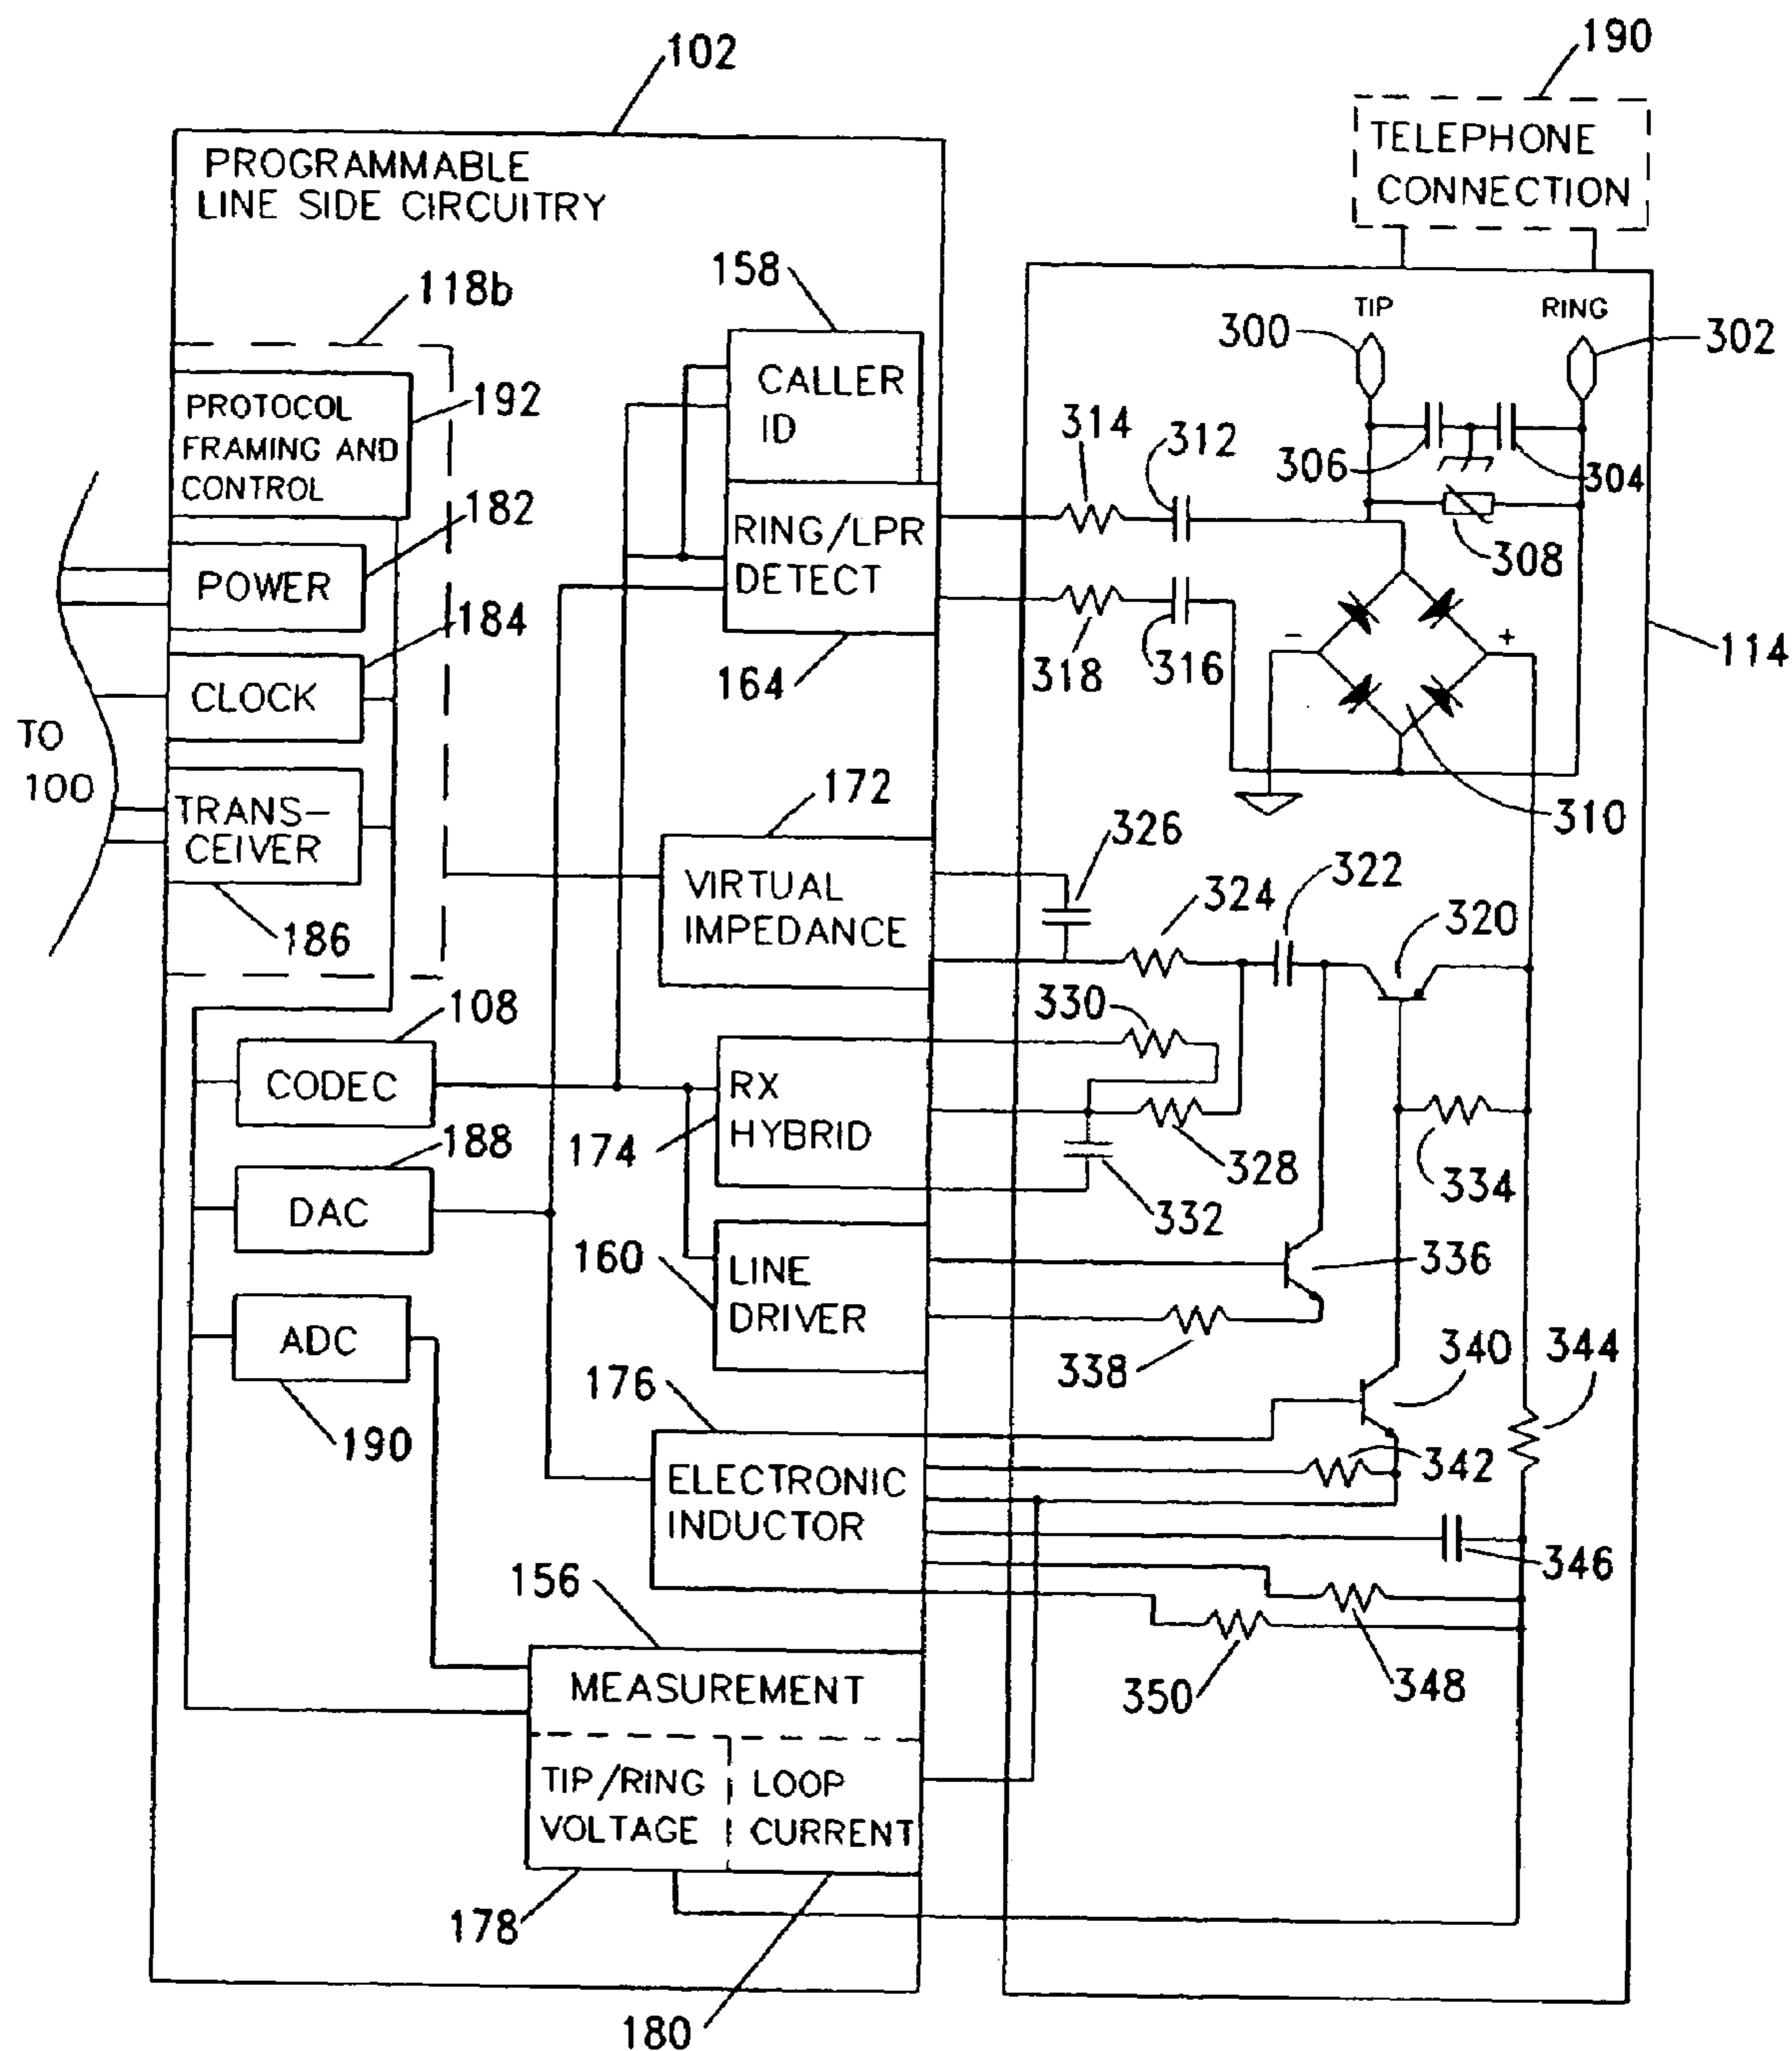 102
190
TELEPHONE
CONNECTION
PROGRAMMABLE
LINE SIDE CIRCUITRY
158
118b
TIP
RING
300
302
CALLER
ID
192
PROTOCOL
FRAMING AND
CONTROL
314
312
306
304
182
RING/LPR
DETECT
308
POWER
184
- +
114
318
316
164
CLOCK
TO
100
172
310
TRANS-
CEIVER
326
322
VIRTUAL
IMPEDANCE
324
320
186
330
108
CODEC
RX
HYBRID
188
174
328
334
DAC
332
160
LINE
DRIVER
336
ADC
338
340
344
176
190
ELECTRONIC
INDUCTOR
342
156
346
MEASUREMENT
350
348
TIP/RING
VOLTAGE
LOOP
CURRENT
178
180